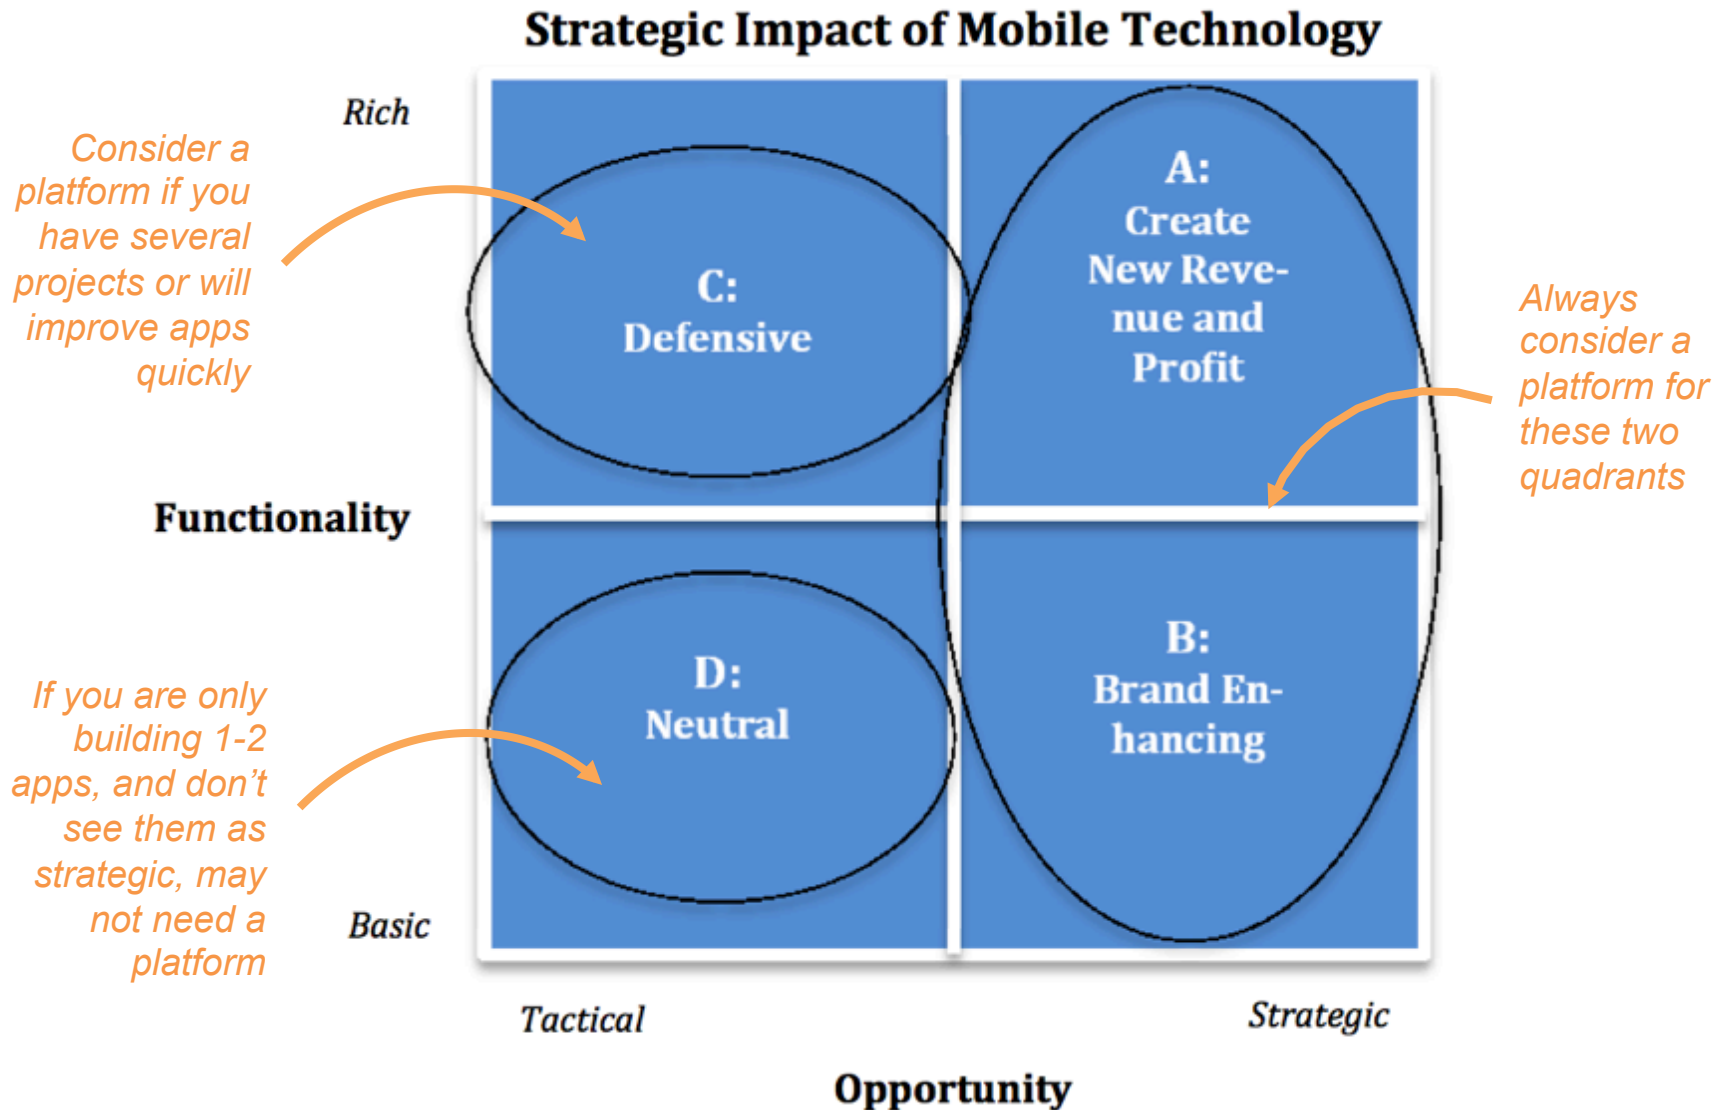 Strategic Impact of Mobile Technology
Rich
Consider a
platform if you
have several
projects or will
improve apps
quickly
C:
Defensive
A:
Create
New Reve-
nue and
Profit
Always
consider a
platform for
these two
quadrants
Functionality
If you are only
building 1-2
apps, and don't
see them as
strategic, may
not need a
platform
D:
Neutral
B:
Brand En-
hancing
Basic
Tactical
Strategic
Opportunity